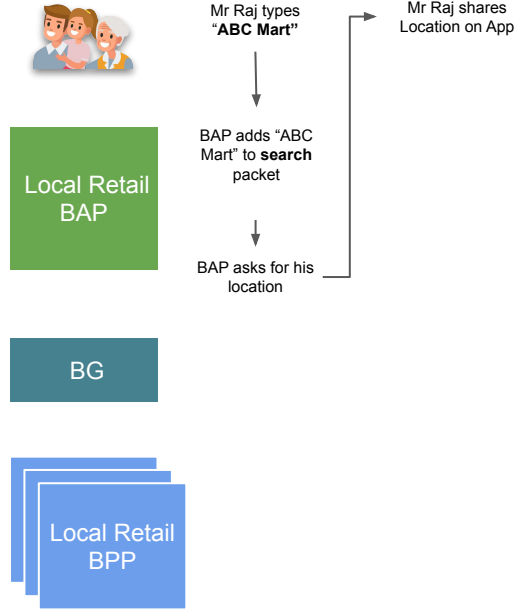 Mr Raj types
“ABC Mart”
Mr Raj shares
Location on App
Local Retail
BAP
BAP adds “ABC
Mart” to search
packet
BAP asks for his
location
BG
Local Retail
BPP